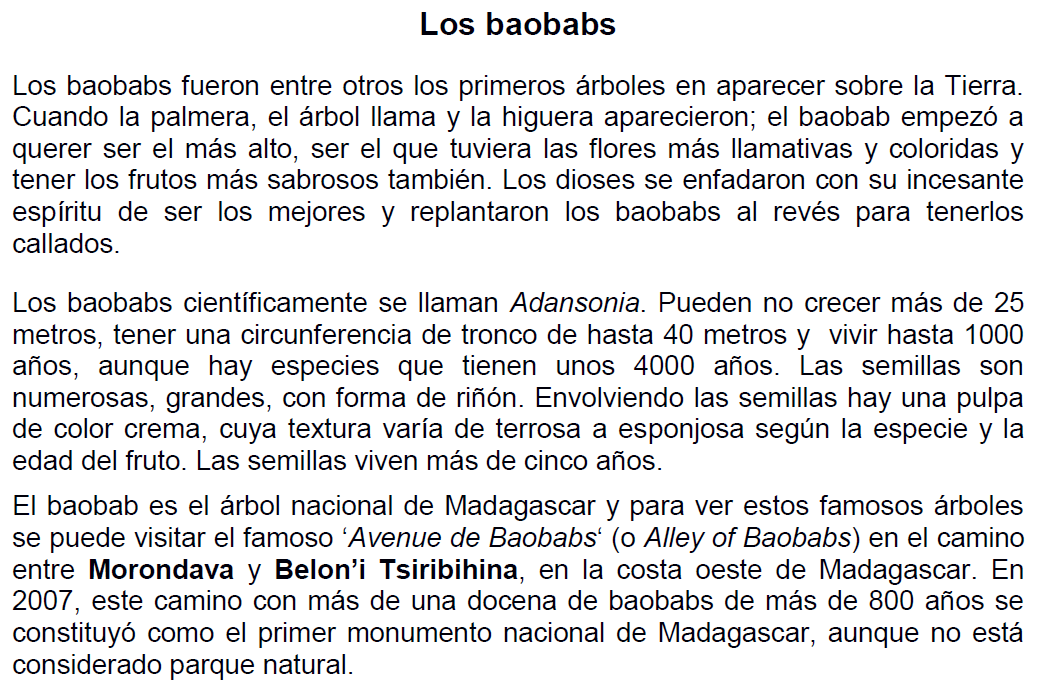 Los baobabs
Los baobabs fueron entre otros los primeros árboles en aparecer sobre la Tierra.
Cuando la palmera, el árbol llama y la higuera aparecieron; el baobab empezó a
querer ser el más alto, ser el que tuviera las flores más llamativas y coloridas y
tener los frutos más sabrosos también. Los dioses se enfadaron con su incesante
espíritu de ser los mejores y replantaron los baobabs al revés para tenerlos
callados.
Los baobabs científicamente se llaman Adansonia. Pueden no crecer más de 25
metros, tener una circunferencia de tronco de hasta 40 metros y  vivir hasta 1000
años, aunque hay especies que tienen unos 4000 años. Las semillas son
numerosas, grandes, con forma de riñón. Envolviendo las semillas hay una pulpa
de color crema, cuya textura varía de terrosa a esponjosa según la especie y la
edad del fruto. Las semillas viven más de cinco años.
El baobab es el árbol nacional de Madagascar y para ver estos famosos árboles
se puede visitar el famoso ‘Avenue de Baobabs‘ (o Alley of Baobabs) en el camino
entre Morondava y Belon’i Tsiribihina, en la costa oeste de Madagascar. En
2007, este camino con más de una docena de baobabs de más de 800 años se
constituyó como el primer monumento nacional de Madagascar, aunque no está
considerado parque natural.